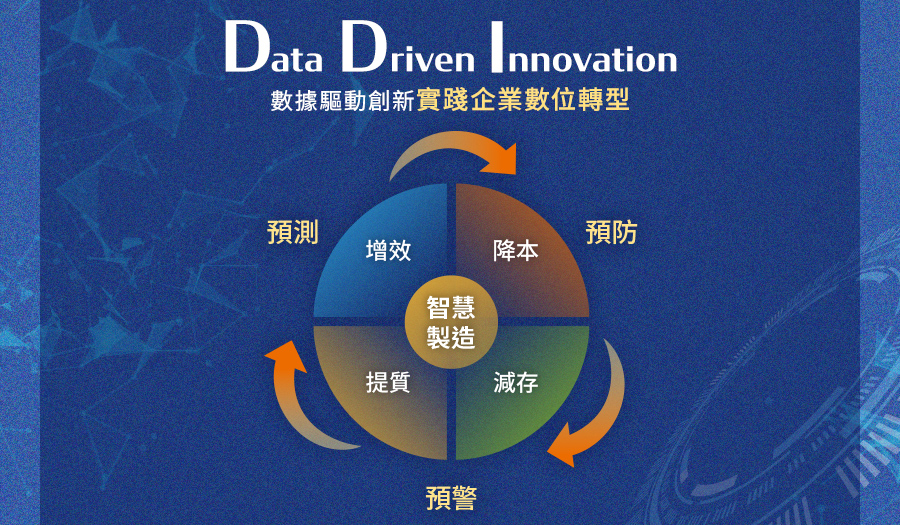 Data Driven Innovation
數據驅動創新實踐企業數位轉型
預測
預防
增效
降本
智慧
製造
提質
減存
預警